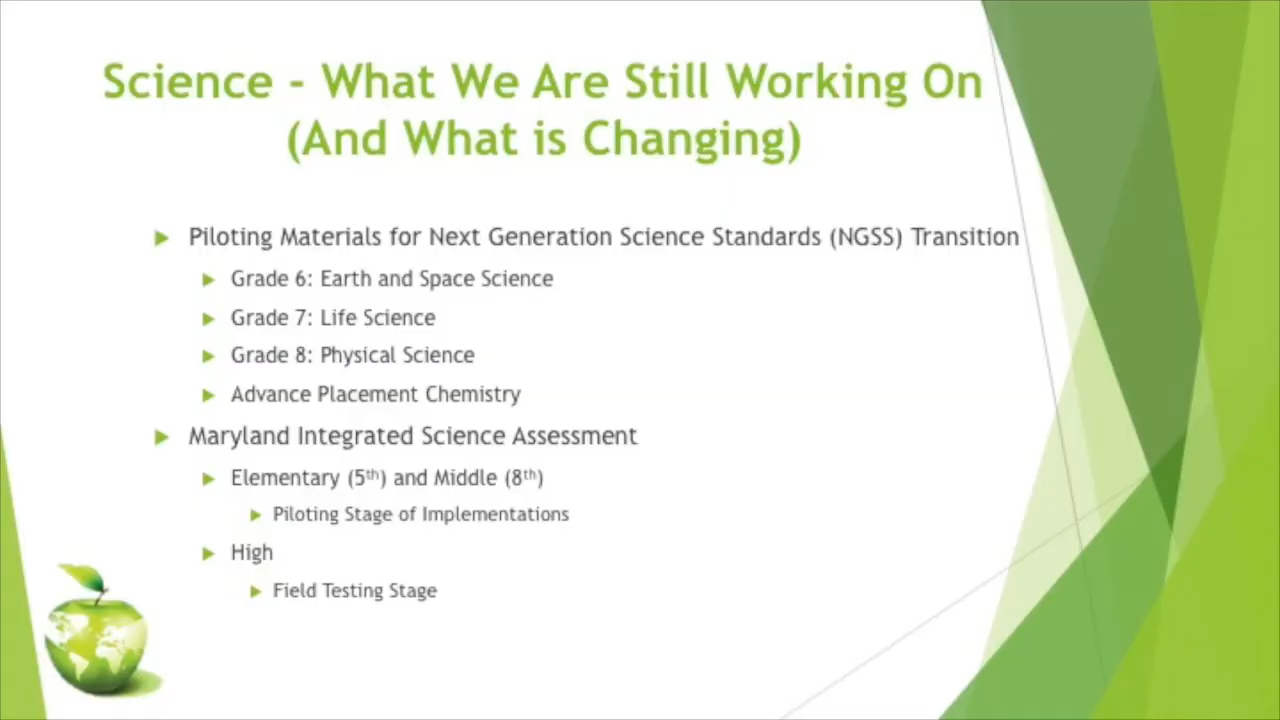 Science - What We Are Still Working On
(And What is Changing)
Piloting Materials for Next Generation Science Standards (NGSS) Transition
Grade 6: Earth and Space Science
Grade 7: Life Science
Grade 8: Physical Science
Advance Placement Chemistry
Maryland Integrated Science Assessment
Elementary (5th) and Middle (8th)
Piloting Stage of Implementations
High
Field Testing Stage